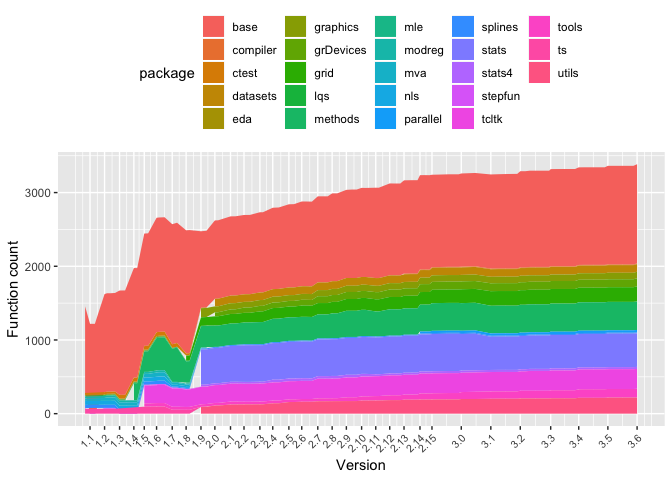 base graphics mle splines tools
compiler grDevices modreg stats ts
package ctest grid mva stats4 utils
datasets lqs nls stepfun
eda methods parallel tcltk
3000
2000
1000
0
Function count
1.1 1.2 1.3 1.4 1.5 1.6 1.7 1.8 1.9 2.0 2.1 2.2 2.3 2.4 2.5 2.6 2.7 2.8 2.9 2.10 2.11 2.12 2.13 2.14 2.15 3.0 3.1 3.2 3.3 3.4 3.5 3.6
Version